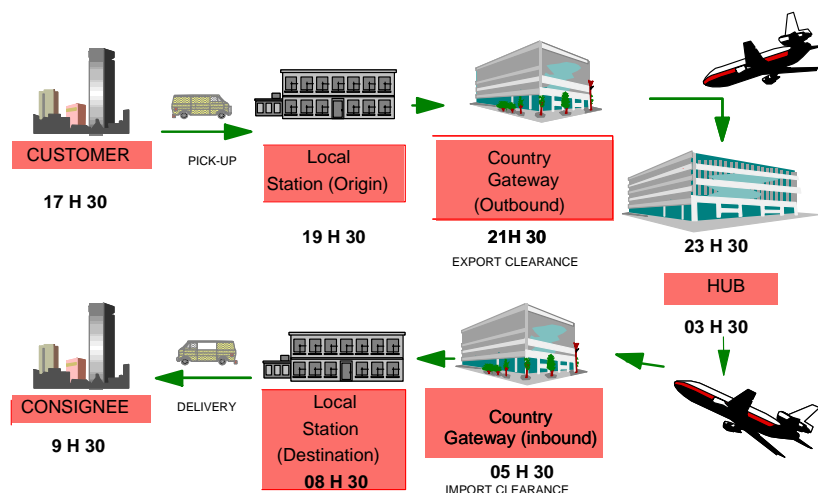 CUSTOMER
17 H 30
PICK-UP
Local
Station (Origin)
19 H 30
Country
Gateway
(Outbound)
21H 30
EXPORT CLEARANCE
23 H 30
HUB
03 H 30
Country
Gateway (inbound)
05 H 30
IMPORT CLEARANCE
Local
Station
(Destination)
08 H 30
DELIVERY
CONSIGNEE
9 H 30